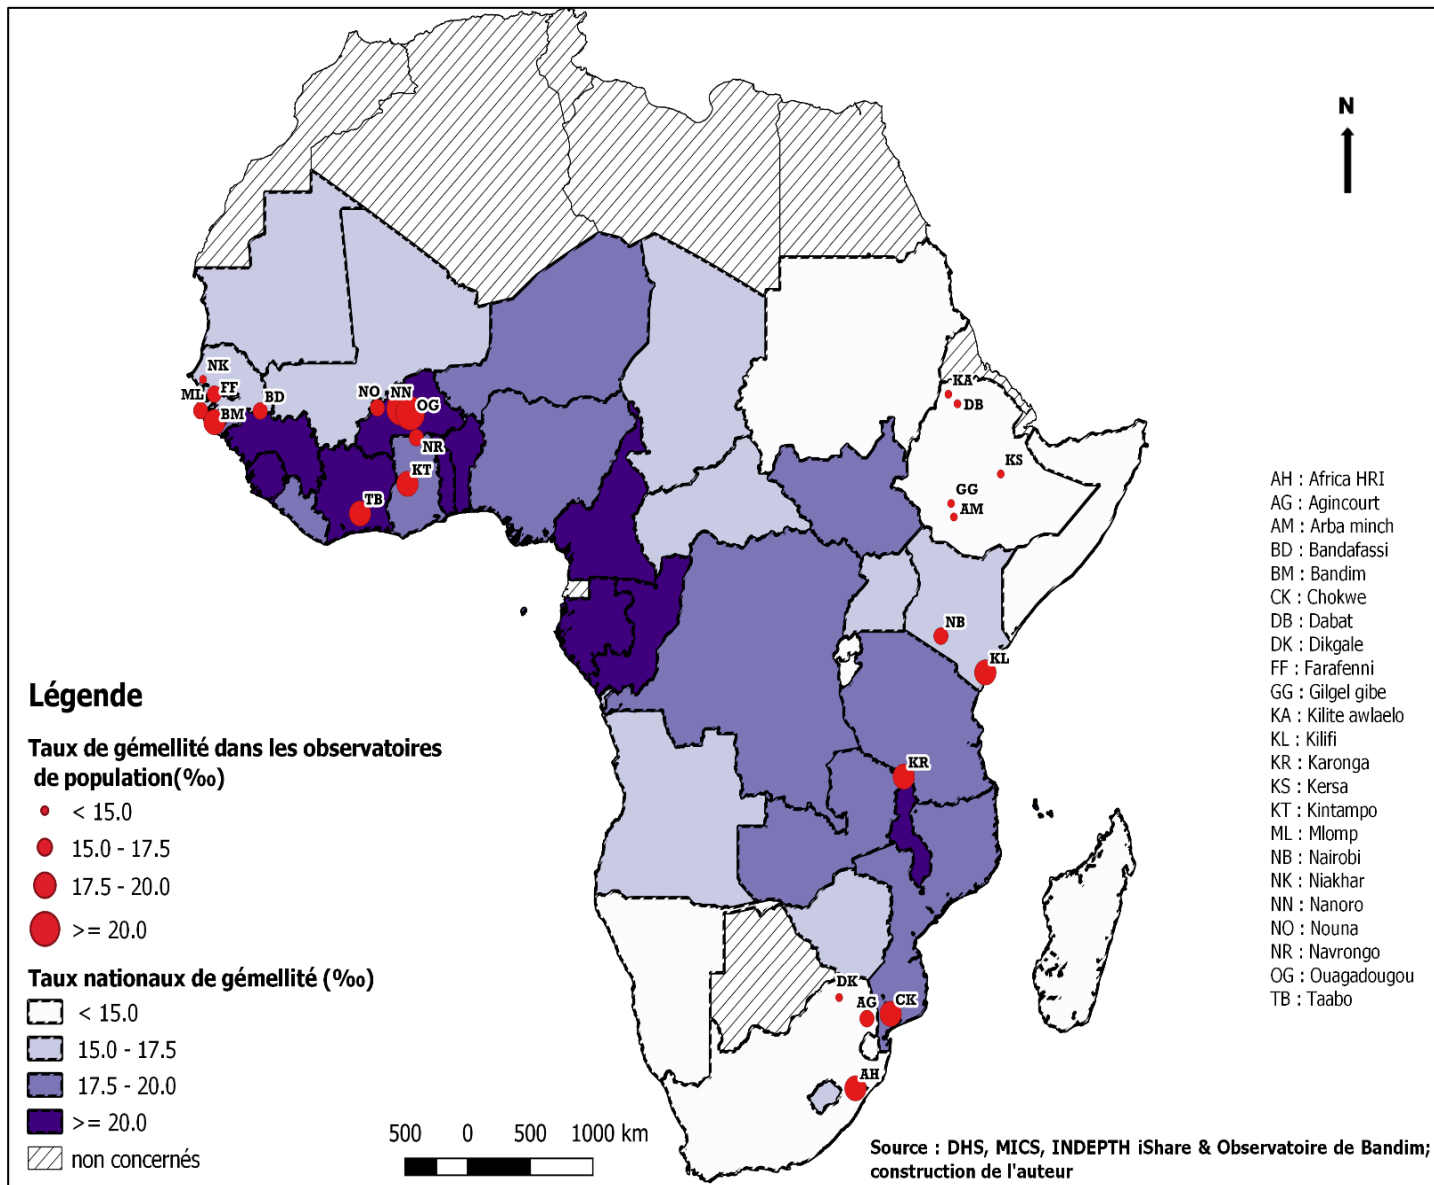 N
NK
FF
ML
BM
BD
NO
NN
OG
NR
KT
TB
KA
DB
KS
GG
AM
NB
KL
KR
DK
AG
CK
AH
AH : Africa HRI
AG : Agincourt
AM : Arba minch
BD : Bandafassi
BM : Bandim
CK : Chokwe
DB : Dabat
DK : Dikgale
FF : Farafenni
GG : Gilgel gibe
KA : Kilite awlaelo
KL : Kilifi
KR : Karonga
KS : Kersa
KT : Kintampo
ML : Mlomp
NB : Nairobi
NK : Niakhar
NN : Nanoro
NO : Nouna
NR : Navrongo
OG : Ouagadougou
TB : Taabo
Légende
Taux de gémellité dans les observatoires
de population(‰)
< 15.0
15.0 - 17.5
17.5 - 20.0
>= 20.0
Taux nationaux de gémellité (‰)
< 15.0
15.0 - 17.5
17.5 - 20.0
>= 20.0
non concernés
500 0 500 1000 km
Source : DHS, MICS, INDEPTH iShare & Observatoire de Bandim;
construction de l'auteur